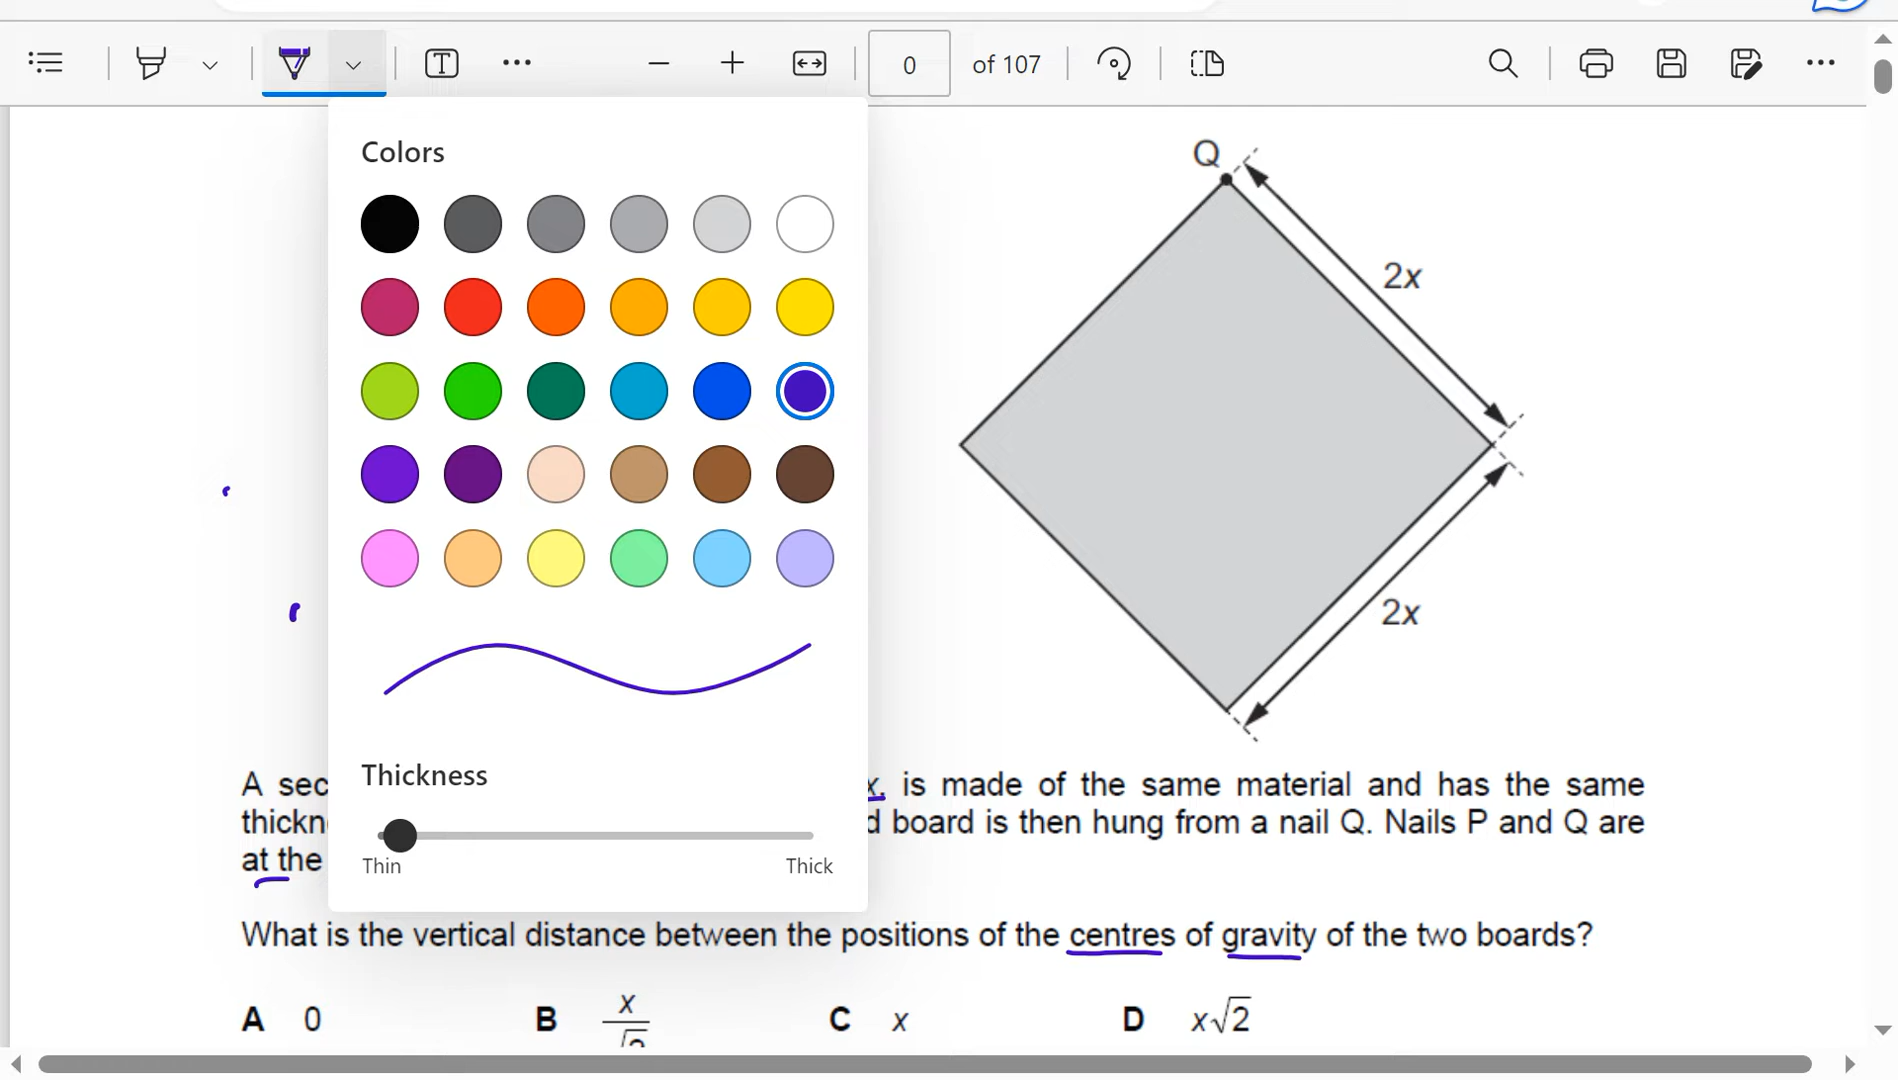 0 of 107
Colors
Q
2x
2x
Thickness
Thin Thick
A sec x. is made of the same material and has the same
thickn d board is then hung from a nail Q. Nails P and Q are
at the
What is the vertical distance between the positions of the centres of gravity of the two boards?
A 0 B x/√2 C x D x√2